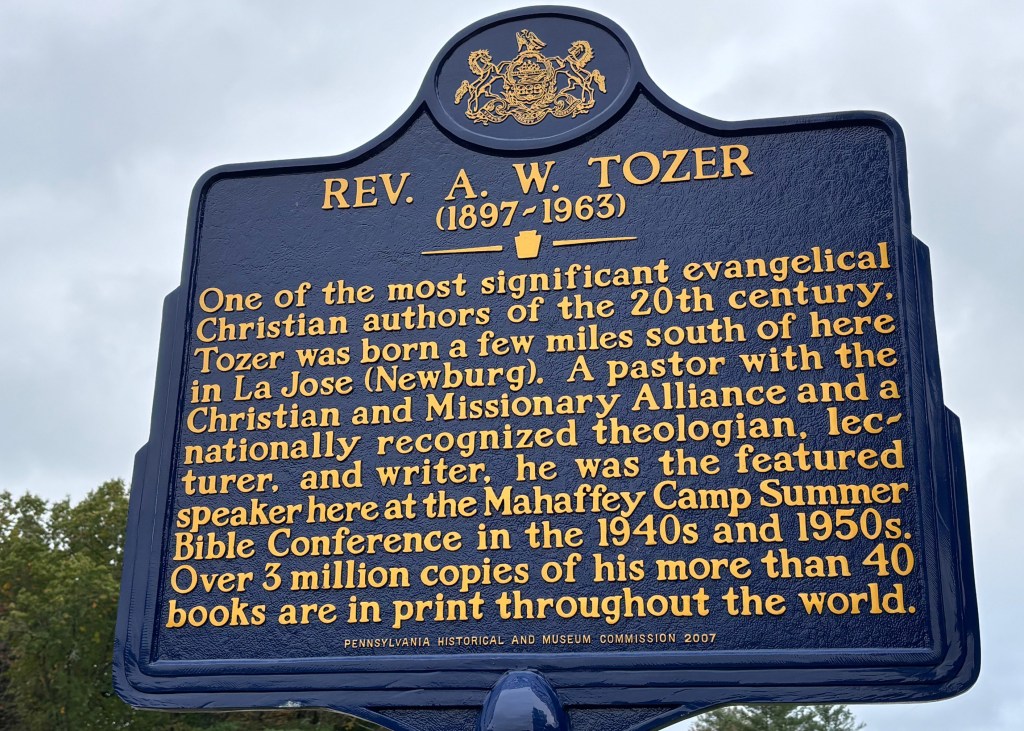 REV. A. W. TOZER
(1897~1963)
One of the most significant evangelical
Christian authors of the 20th century.
Tozer was born a few miles south of here
in La Jose (Newburg). A pastor with the
Christian and Missionary Alliance and a
nationally recognized theologian, lec-
turer, and writer, he was the featured
speaker here at the Mahaffey Camp Summer
Bible Conference in the 1940s and 1950s.
Over 3 million copies of his more than 40
books are in print throughout the world.
PENNSYLVANIA HISTORICAL AND MUSEUM COMMISSION 2007